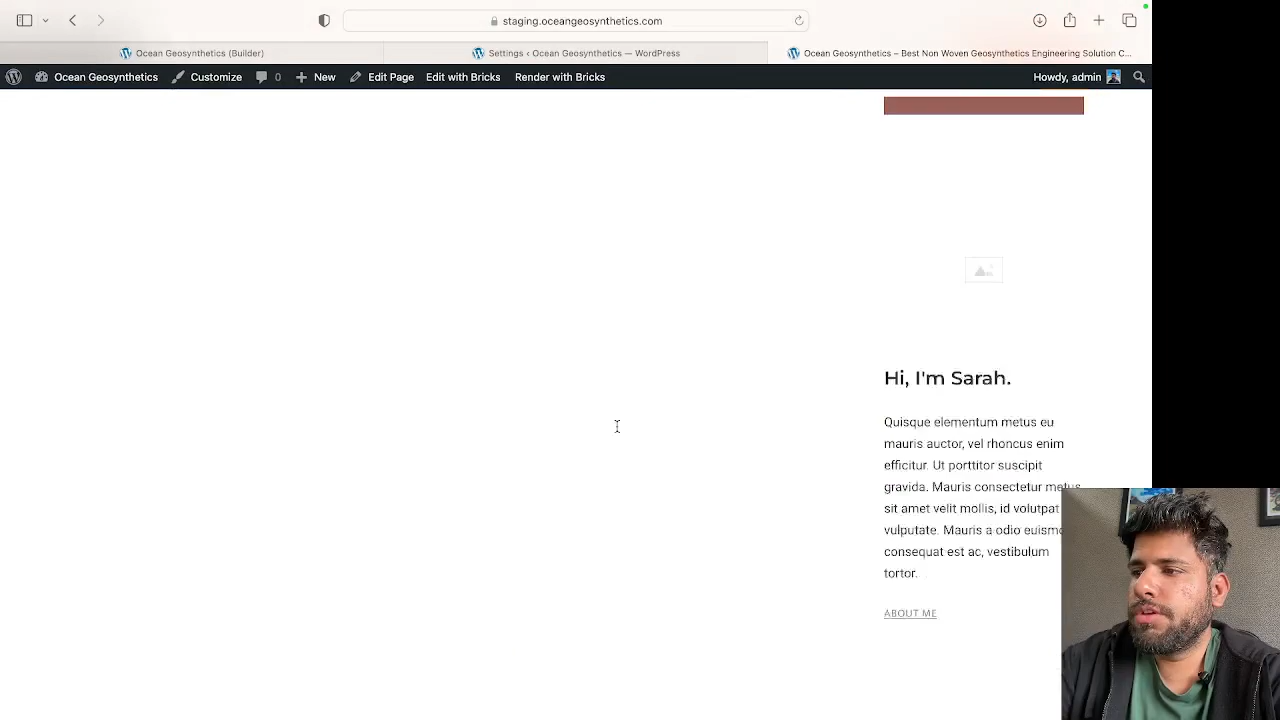 staging.oceangeosynthetics.com
Ocean Geosynthetics (Builder)
Settings ‹ Ocean Geosynthetics — WordPress
Ocean Geosynthetics – Best Non Woven Geosynthetics Engineering Solution C...
Ocean Geosynthetics
Customize
0
New
Edit Page
Edit with Bricks
Render with Bricks
Howdy, admin
Hi, I'm Sarah.
Quisque elementum metus eu
mauris auctor, vel rhoncus enim
efficitur. Ut porttitor suscipit
gravida. Mauris consectetur metus
sit amet velit mollis, id volutpat
vulputate. Mauris a odio
consequat est ac, vestibulum
tortor.
ABOUT ME